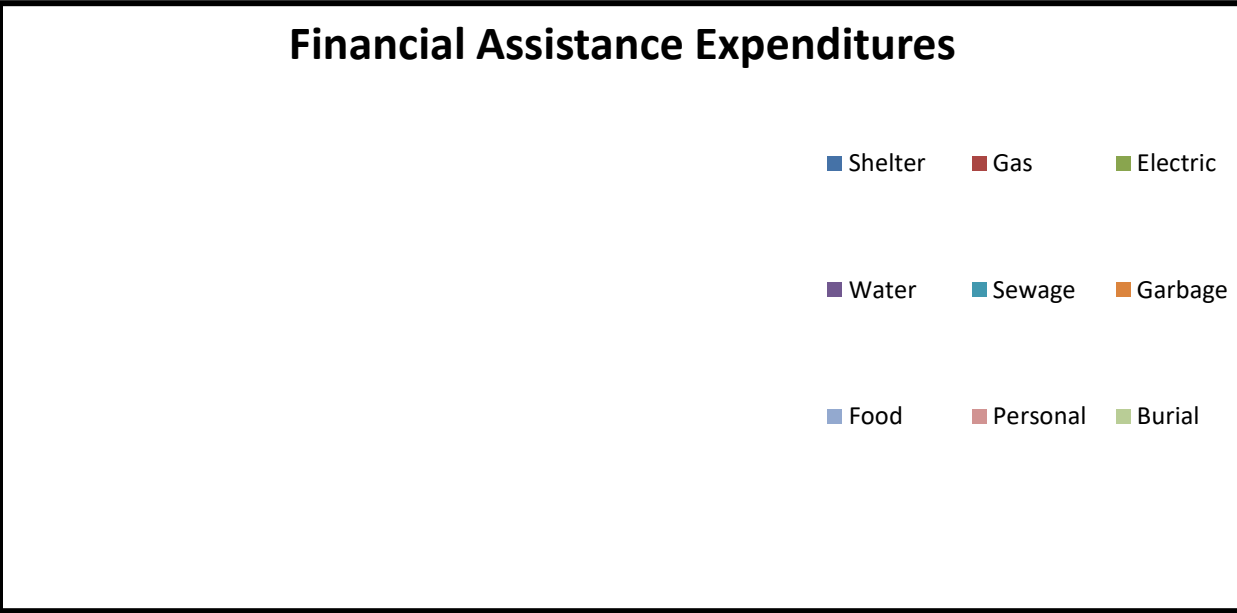 Financial Assistance Expenditures
Shelter Gas Electric
Water Sewage Garbage
Food Personal Burial